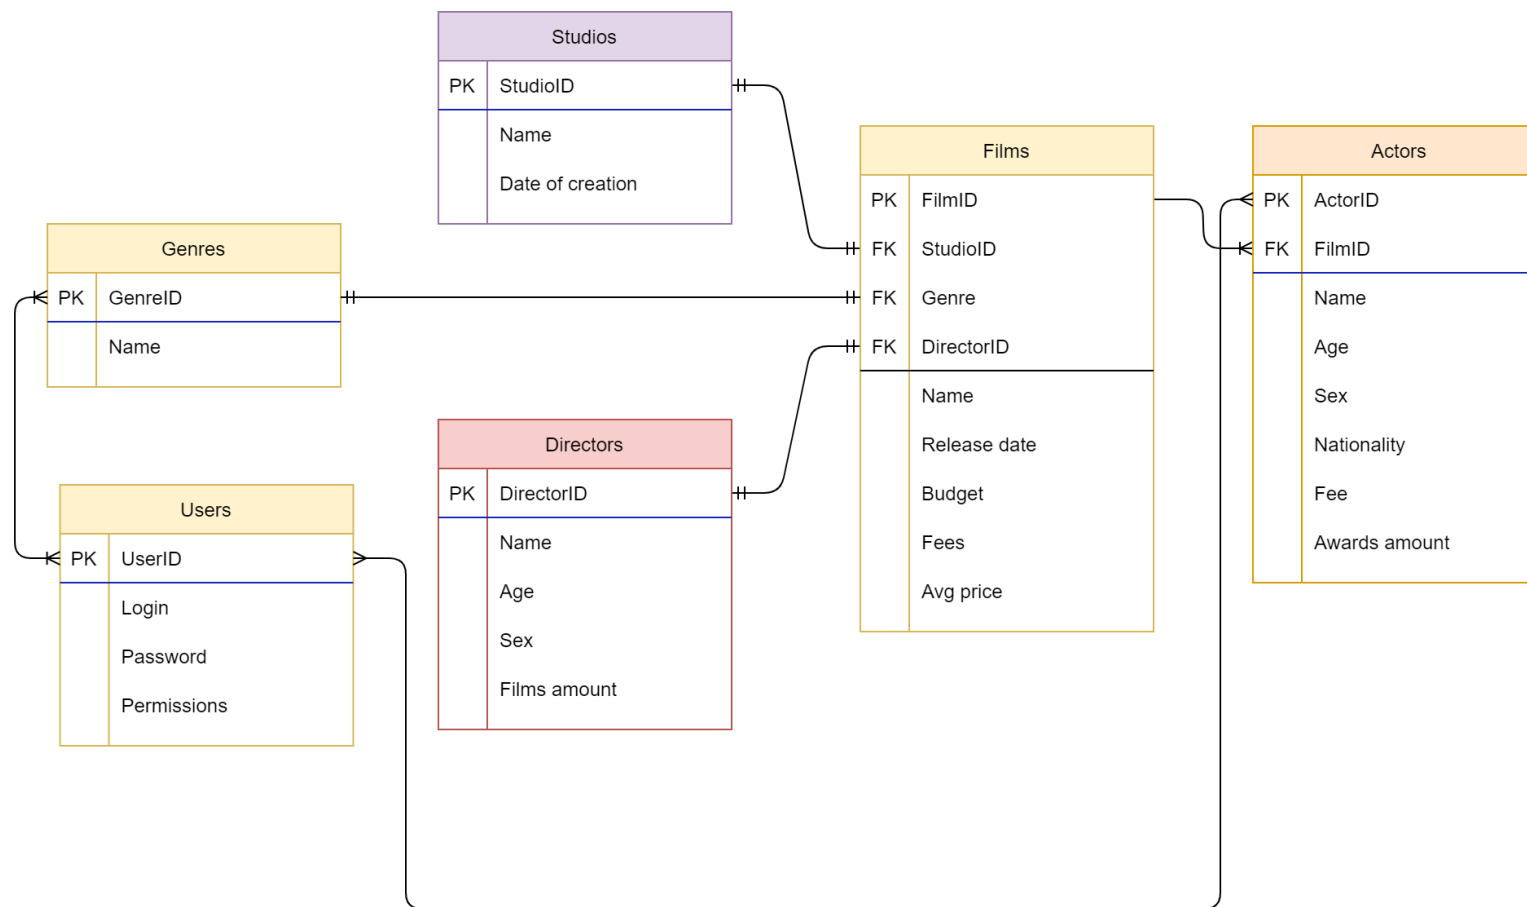 Studios
PK StudioID
Name
Date of creation
Genres
PK GenreID
Name
Users
PK UserID
Login
Password
Permissions
Directors
PK DirectorID
Name
Age
Sex
Films amount
Films
PK FilmID
FK StudioID
FK Genre
FK DirectorID
Name
Release date
Budget
Fees
Avg price
Actors
PK ActorID
FK FilmID
Name
Age
Sex
Nationality
Fee
Awards amount